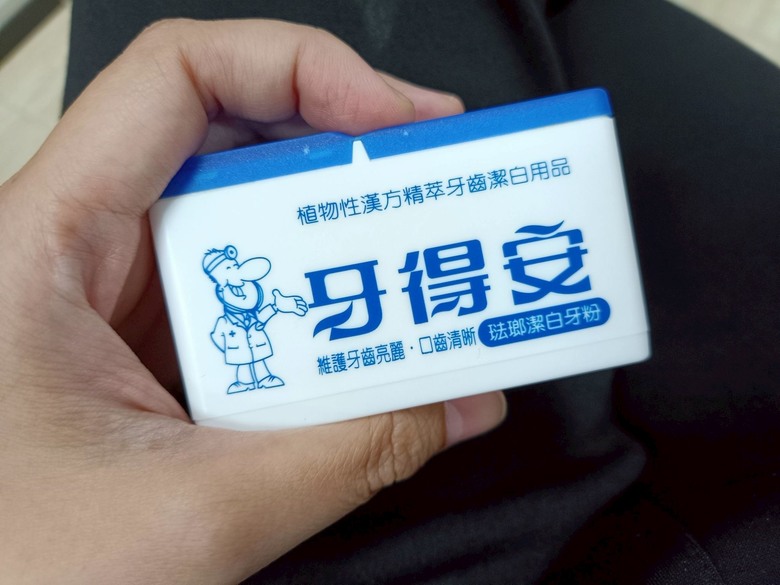 植物性漢方精萃牙齒潔白用品
牙得安
維護牙齒亮麗・口齒清晰
琺瑯潔白牙粉